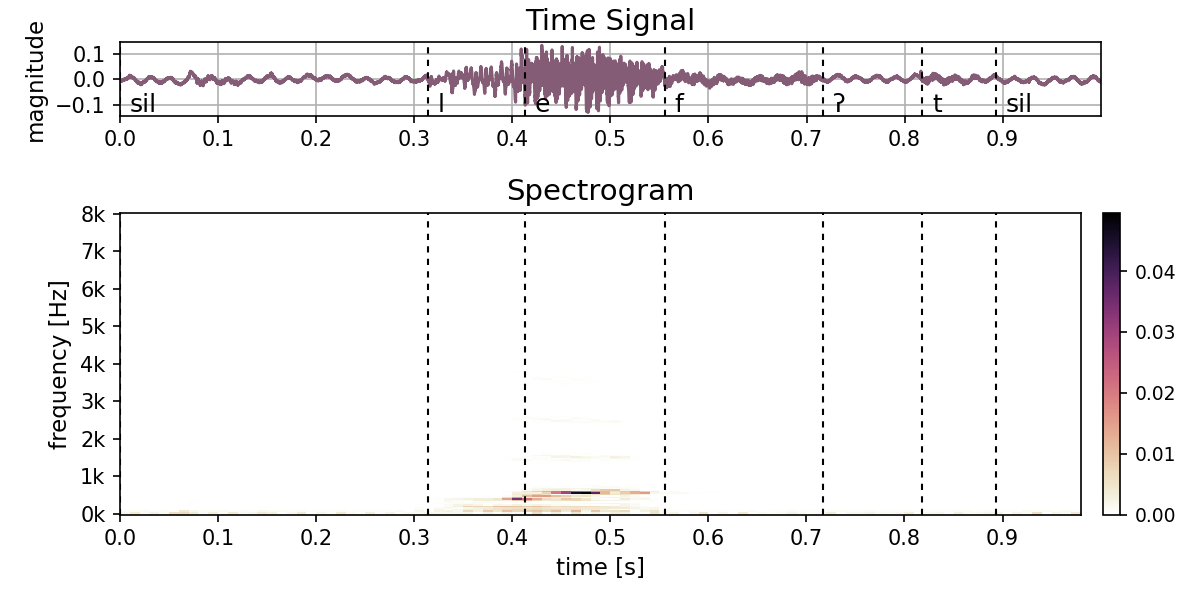 Time Signal
magnitude
0.1
0.0
−0.1
sil l e f ʔ t sil
0.0 0.1 0.2 0.3 0.4 0.5 0.6 0.7 0.8 0.9
Spectrogram
frequency [Hz]
8k
7k
6k
5k
4k
3k
2k
1k
0k
0.0 0.1 0.2 0.3 0.4 0.5 0.6 0.7 0.8 0.9
time [s]
0.04
0.03
0.02
0.01
0.00